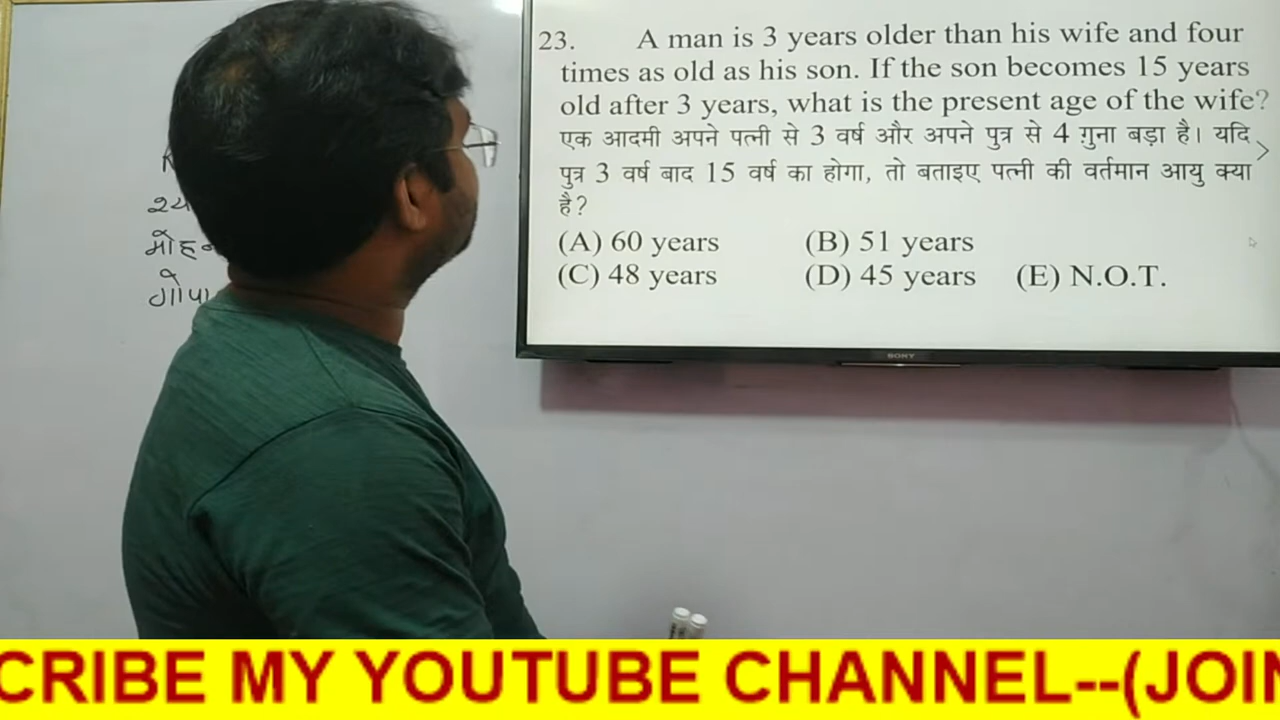 23. A man is 3 years older than his wife and four
times as old as his son. If the son becomes 15 years
old after 3 years, what is the present age of the wife?
एक आदमी अपने पत्नी से 3 वर्ष और अपने पुत्र से 4 गुना बड़ा है। यदि
पुत्र 3 वर्ष बाद 15 वर्ष का होगा, तो बताइए पत्नी की वर्तमान आयु क्या
है?
(A) 60 years (B) 51 years
(C) 48 years (D) 45 years (E) N.O.T.
SONY
CRIBE MY YOUTUBE CHANNEL--(JOIN